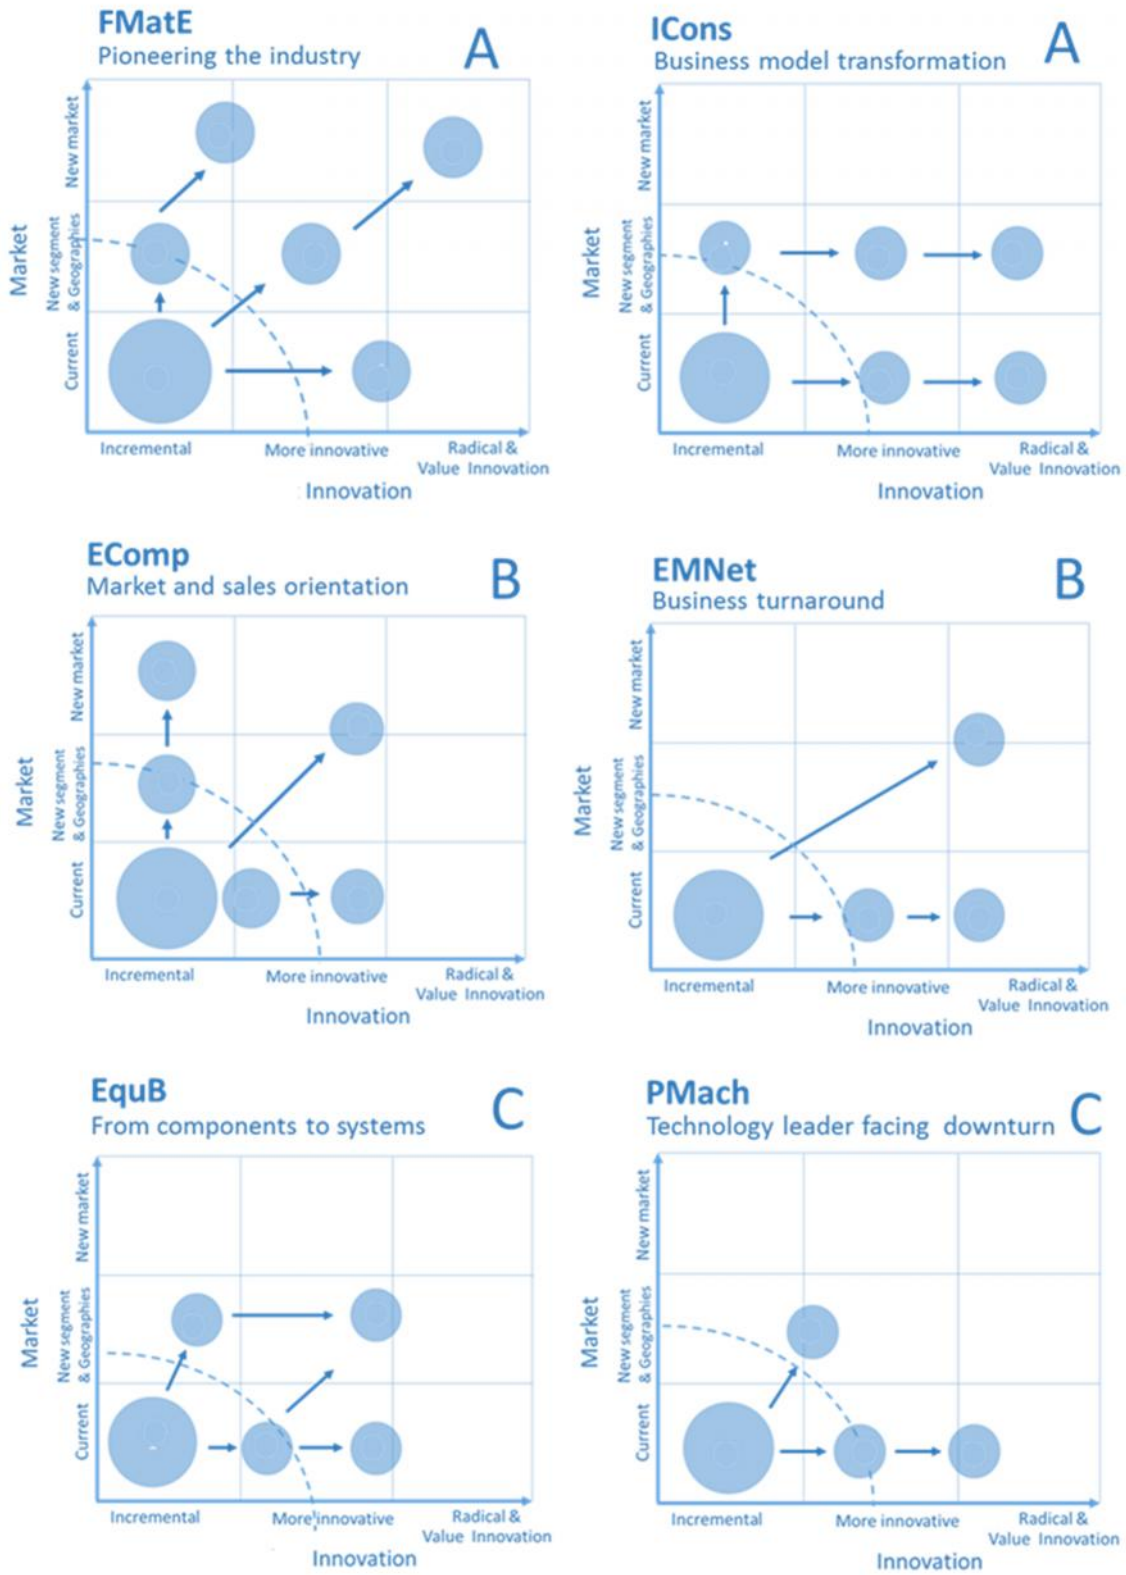 FMatE
Pioneering the industry
A
New market
New segment
& Geographies
Current
Market
Incremental
More innovative
Radical &
Value Innovation
Innovation
ICons
Business model transformation
A
New market
New segment
& Geographies
Current
Market
Incremental
More innovative
Radical &
Value Innovation
Innovation
EComp
Market and sales orientation
B
New market
New segment
& Geographies
Current
Market
Incremental
More innovative
Radical &
Value Innovation
Innovation
EMNet
Business turnaround
B
New market
New segment
& Geographies
Current
Market
Incremental
More innovative
Radical &
Value Innovation
Innovation
EquB
From components to systems
C
New market
New segment
& Geographies
Current
Market
Incremental
More innovative
Radical &
Value Innovation
Innovation
PMach
Technology leader facing downturn
C
New market
New segment
& Geographies
Current
Market
Incremental
More innovative
Radical &
Value Innovation
Innovation